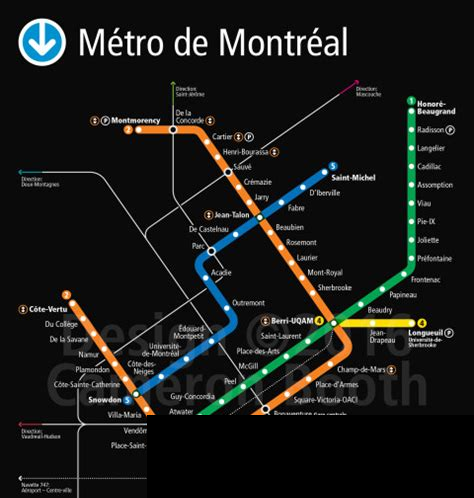 Métro de Montréal
Direction:
Saint-Jérôme
Direction:
Mascouche
De la
Concorde
P
Montmorency
2
Cartier
P
Henri-Bourassa
Sauvé
Crémazie
Jarry
Jean-Talon
De Castelnau
Parc
Acadie
Outremont
Édouard-
Montpetit
Université-
de-Montréal
Côte-des-
Neiges
Snowdon
5
5
Saint-Michel
D'Iberville
Fabre
Beaubien
Rosemont
Laurier
Mont-Royal
Sherbrooke
1
Honoré-
Beaugrand
Radisson
P
Langelier
Cadillac
Assomption
Viau
Pie-IX
Joliette
Préfontaine
Frontenac
Papineau
Beaudry
Berri-UQAM
4
Jean-
Drapeau
4
Longueuil
P
Université-de-
Sherbrooke
Saint-Laurent
Place-des-Arts
McGill
Peel
Guy-Concordia
Atwater
Champ-de-Mars
Place-d'Armes
Square-Victoria-OACI
Bonaventure
Direction:
Deux-Montagnes
2
Côte-Vertu
Du Collège
De la Savane
Namur
Plamondon
Côte-Sainte-Catherine
Villa-Maria
Vendôm
Place-Saint-
Direction:
Vaudreuil-Hudson
Navette 747:
Aéroport – Centre-ville
Design © 2013
Cameron Booth